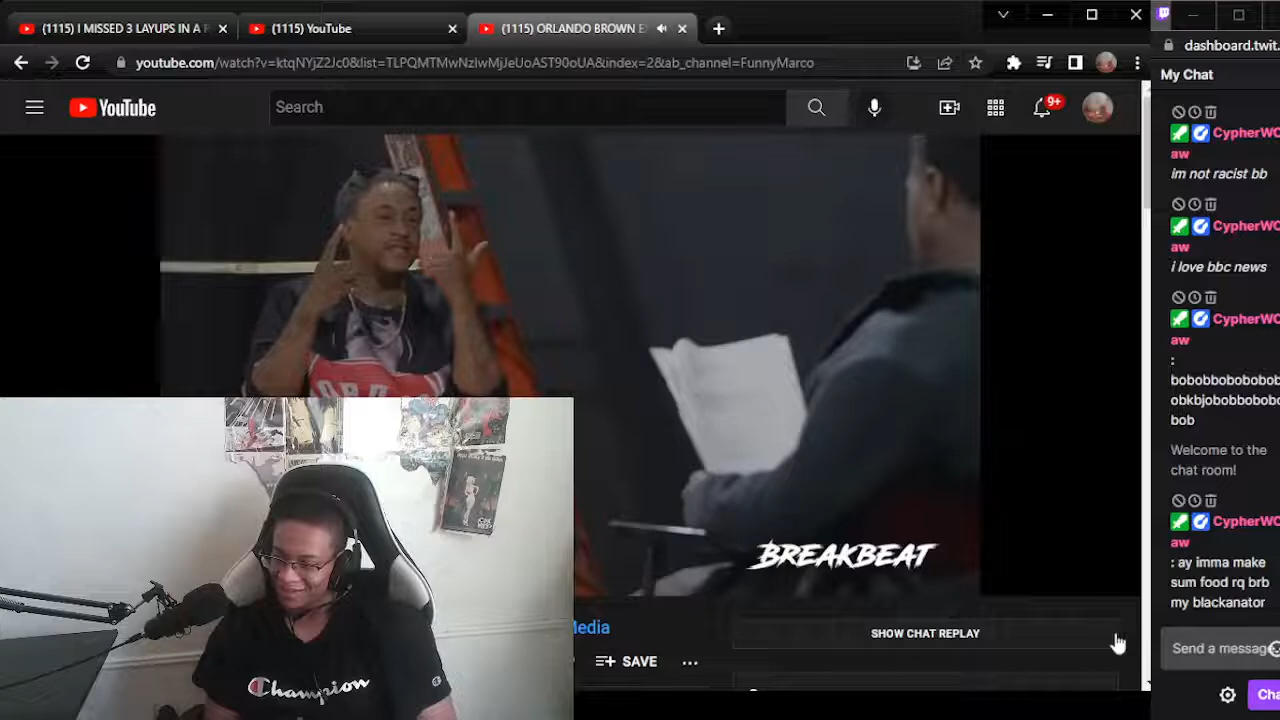 (1115) I MISSED 3 LAYUPS IN A
(1115) YouTube
(1115) ORLANDO BROWN E
youtube.com/watch?v=ktqNYjZ2Jc0&list=TLPQMTMwNzIwMjJeUoAST90oUA&index=2&ab_channel=FunnyMarco
dashboard.twit
YouTube
Search
9+
My Chat
CypherWO
aw
im not racist bb
CypherWO
aw
i love bbc news
CypherWO
aw
:
bobobbobobobob
obkbjobobbobobo
bob
Welcome to the
chat room!
CypherWO
aw
: ay imma make
sum food rq brb
my blackanator
Send a message
Cha
BREAKBEAT
Media
SHOW CHAT REPLAY
SAVE
Champion